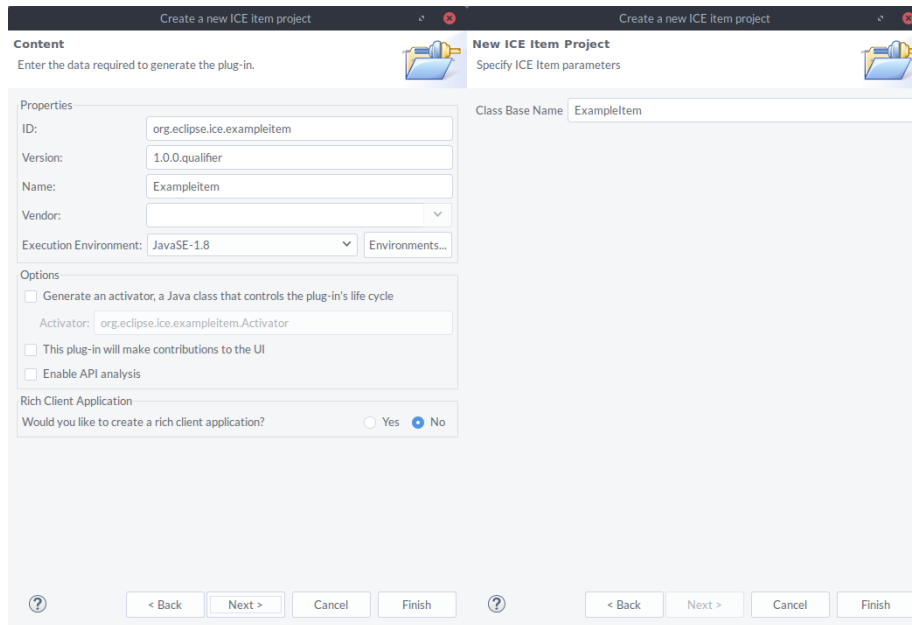 Create a new ICE item project
Content
Enter the data required to generate the plug-in.
Properties
ID: org.eclipse.ice.exampleitem
Version: 1.0.0.qualifier
Name: Exampleitem
Vendor:
Execution Environment: JavaSE-1.8 Environments...
Options
Generate an activator, a Java class that controls the plug-in's life cycle
Activator: org.eclipse.ice.exampleitem.Activator
This plug-in will make contributions to the UI
Enable API analysis
Rich Client Application
Would you like to create a rich client application? Yes No
? < Back Next > Cancel Finish
Create a new ICE item project
New ICE Item Project
Specify ICE Item parameters
Class Base Name ExampleItem
? < Back Next > Cancel Finish